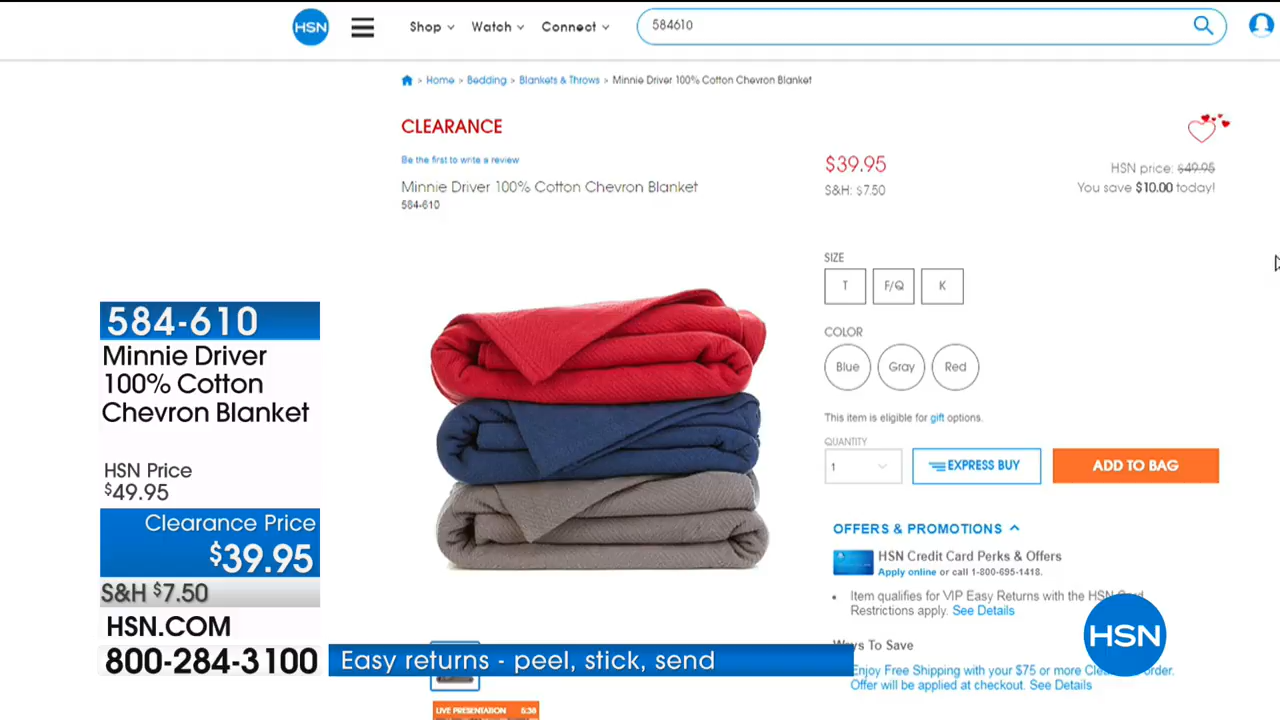 HSN
Shop
Watch
Connect
584610
> Home > Bedding > Blankets & Throws > Minnie Driver 100% Cotton Chevron Blanket
CLEARANCE
Be the first to write a review
Minnie Driver 100% Cotton Chevron Blanket
584-610
$39.95
S&H: $7.50
HSN price: $49.95
You save $10.00 today!
SIZE
T
F/Q
K
COLOR
Blue
Gray
Red
This item is eligible for gift options.
QUANTITY
1
EXPRESS BUY
ADD TO BAG
OFFERS & PROMOTIONS
HSN Credit Card Perks & Offers
Apply online or call 1-800-695-1418.
• Item qualifies for VIP Easy Returns with the HSN Card
Restrictions apply. See Details
To Save
Enjoy Free Shipping with your $75 or more
Offer will be applied at checkout. See Details
584-610
Minnie Driver
100% Cotton
Chevron Blanket
HSN Price
$49.95
Clearance Price
$39.95
S&H $7.50
HSN.COM
800-284-3100
Easy returns - peel, stick, send
HSN
LIVE PRESENTATION 5:38